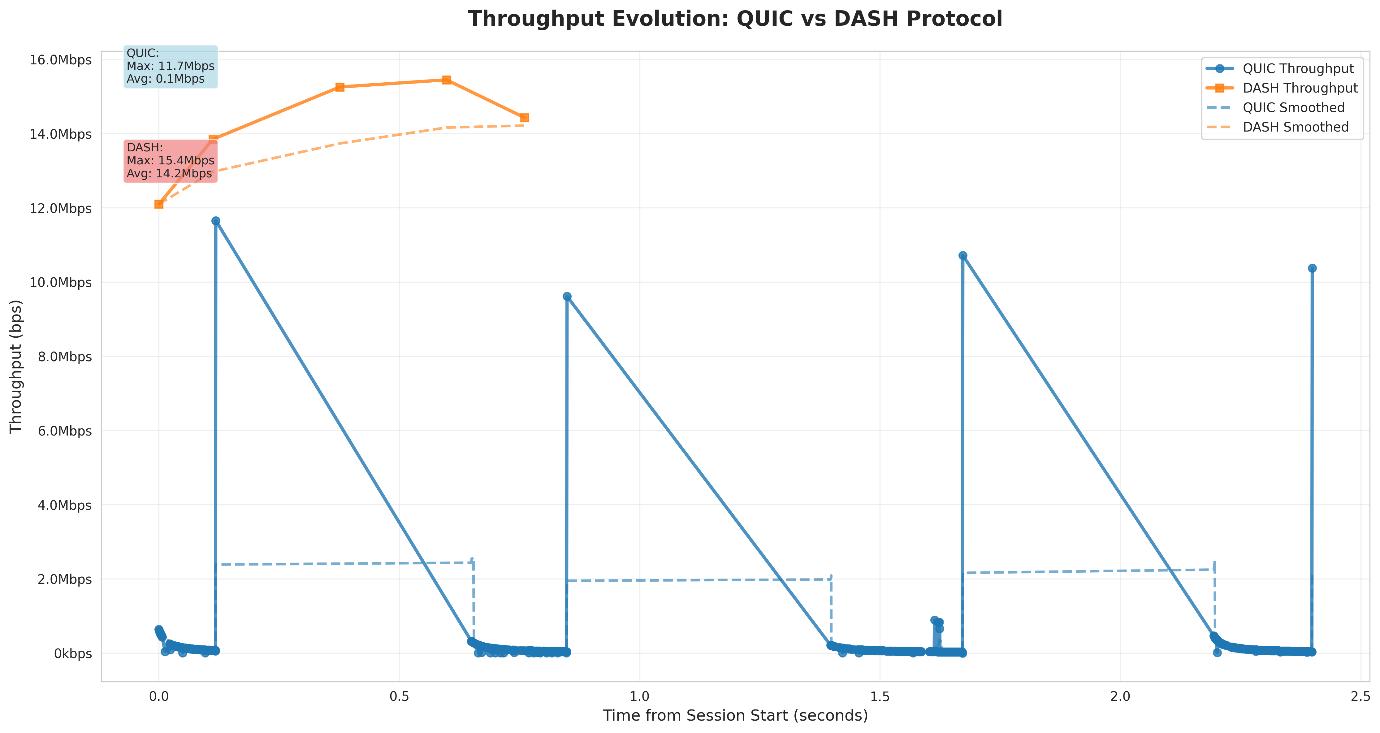 Throughput Evolution: QUIC vs DASH Protocol
QUIC:
Max: 11.7Mbps
Avg: 0.1Mbps
DASH:
Max: 15.4Mbps
Avg: 14.2Mbps
QUIC Throughput
DASH Throughput
QUIC Smoothed
DASH Smoothed
Throughput (bps)
16.0Mbps
14.0Mbps
12.0Mbps
10.0Mbps
8.0Mbps
6.0Mbps
4.0Mbps
2.0Mbps
0kbps
0.0
0.5
1.0
1.5
2.0
2.5
Time from Session Start (seconds)